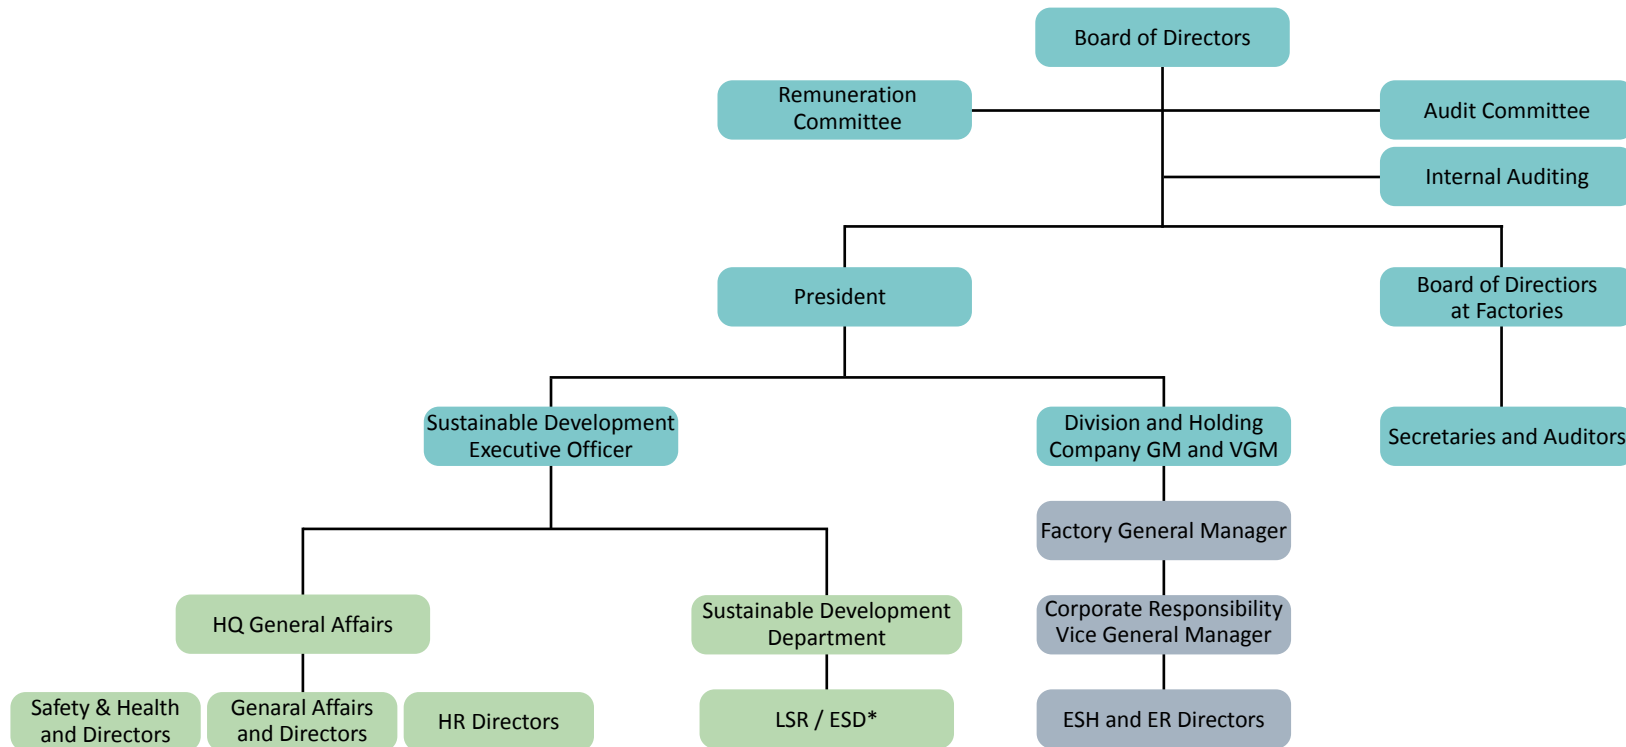 Board of Directors
Remuneration
Committee
Audit Committee
Internal Auditing
President
Board of Directiors
at Factories
Sustainable Development
Executive Officer
Division and Holding
Company GM and VGM
Secretaries and Auditors
Factory General Manager
HQ General Affairs
Sustainable Development
Department
Corporate Responsibility
Vice General Manager
Safety & Health
and Directors
Genaral Affairs
and Directors
HR Directors
LSR / ESD*
ESH and ER Directors